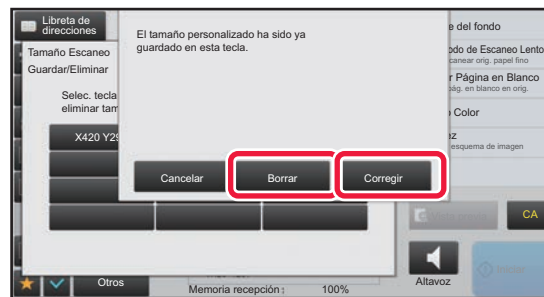 Libreta de
direcciones
El tamaño personalizado ha sido ya
guardado en esta tecla.
Tamaño Escaneo
Guardar/Eliminar
Selec. tecla
eliminar tam
X420 Y29
Cancelar
Borrar
Corregir
e del fondo
odo de Escaneo Lento
canear orig. papel fino
r Página en Blanco
pág. en blanco en orig.
o Color
ez
esquema de imagen
CA
Otros
Memoria recepción: 100%
Altavoz
Iniciar